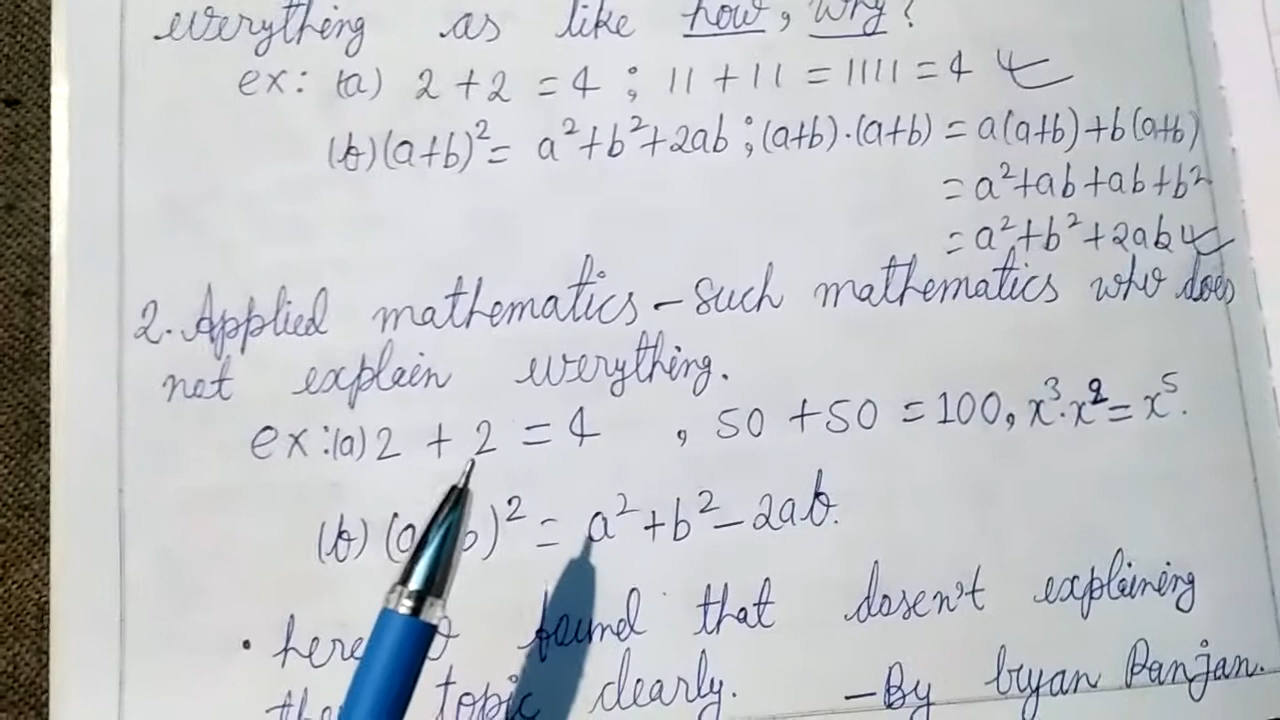 everything as like how, why?
ex: (a) 2 + 2 = 4 ; 11 + 11 = 1111 = 4
(b) (a+b)² = a²+b²+2ab ; (a+b)·(a+b) = a(a+b)+b(a+b)
= a²+ab+ab+b²
= a²+b²+2ab
2. Applied mathematics – Such mathematics who does
not explain everything.
ex: (a) 2 + 2 = 4 , 50 + 50 = 100, x³·x² = x⁵.
(b) (a b)² = a²+b²–2ab.
• here found that dosen't explaining
topic clearly. – By bryan Panjan.